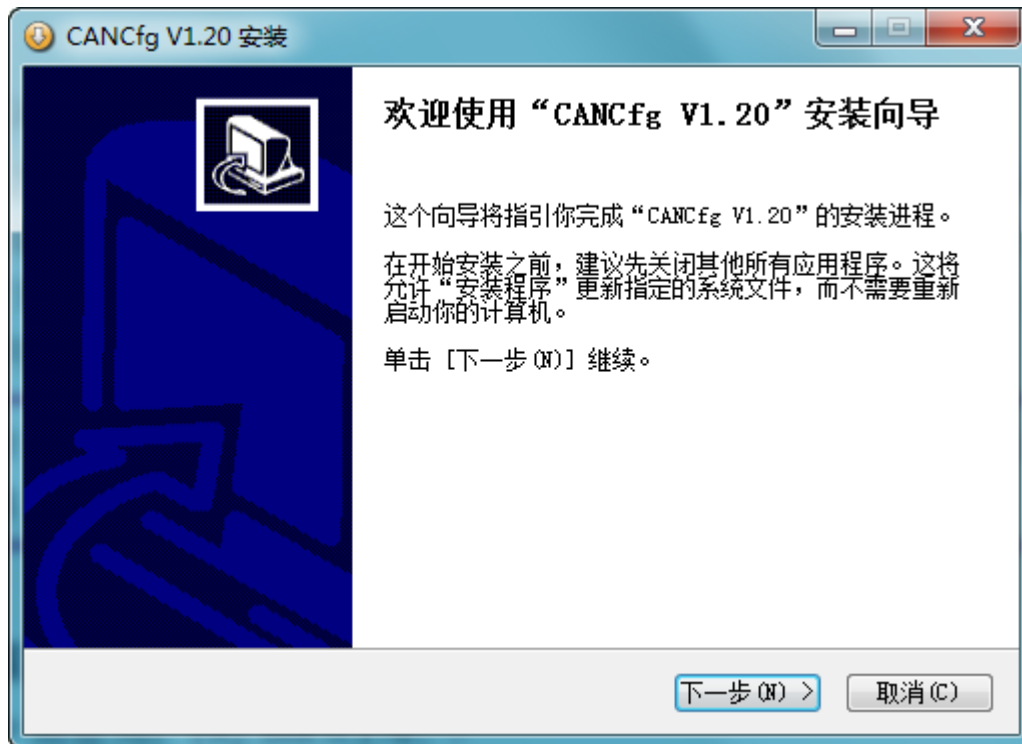 CANCfg V1.20 安装
欢迎使用“CANCfg V1.20”安装向导
这个向导将指引你完成“CANCfg V1.20”的安装进程。
在开始安装之前，建议先关闭其他所有应用程序。这将
允许“安装程序”更新指定的系统文件，而不需要重新
启动你的计算机。
单击 [下一步(N)] 继续。
下一步(N) >
取消(C)